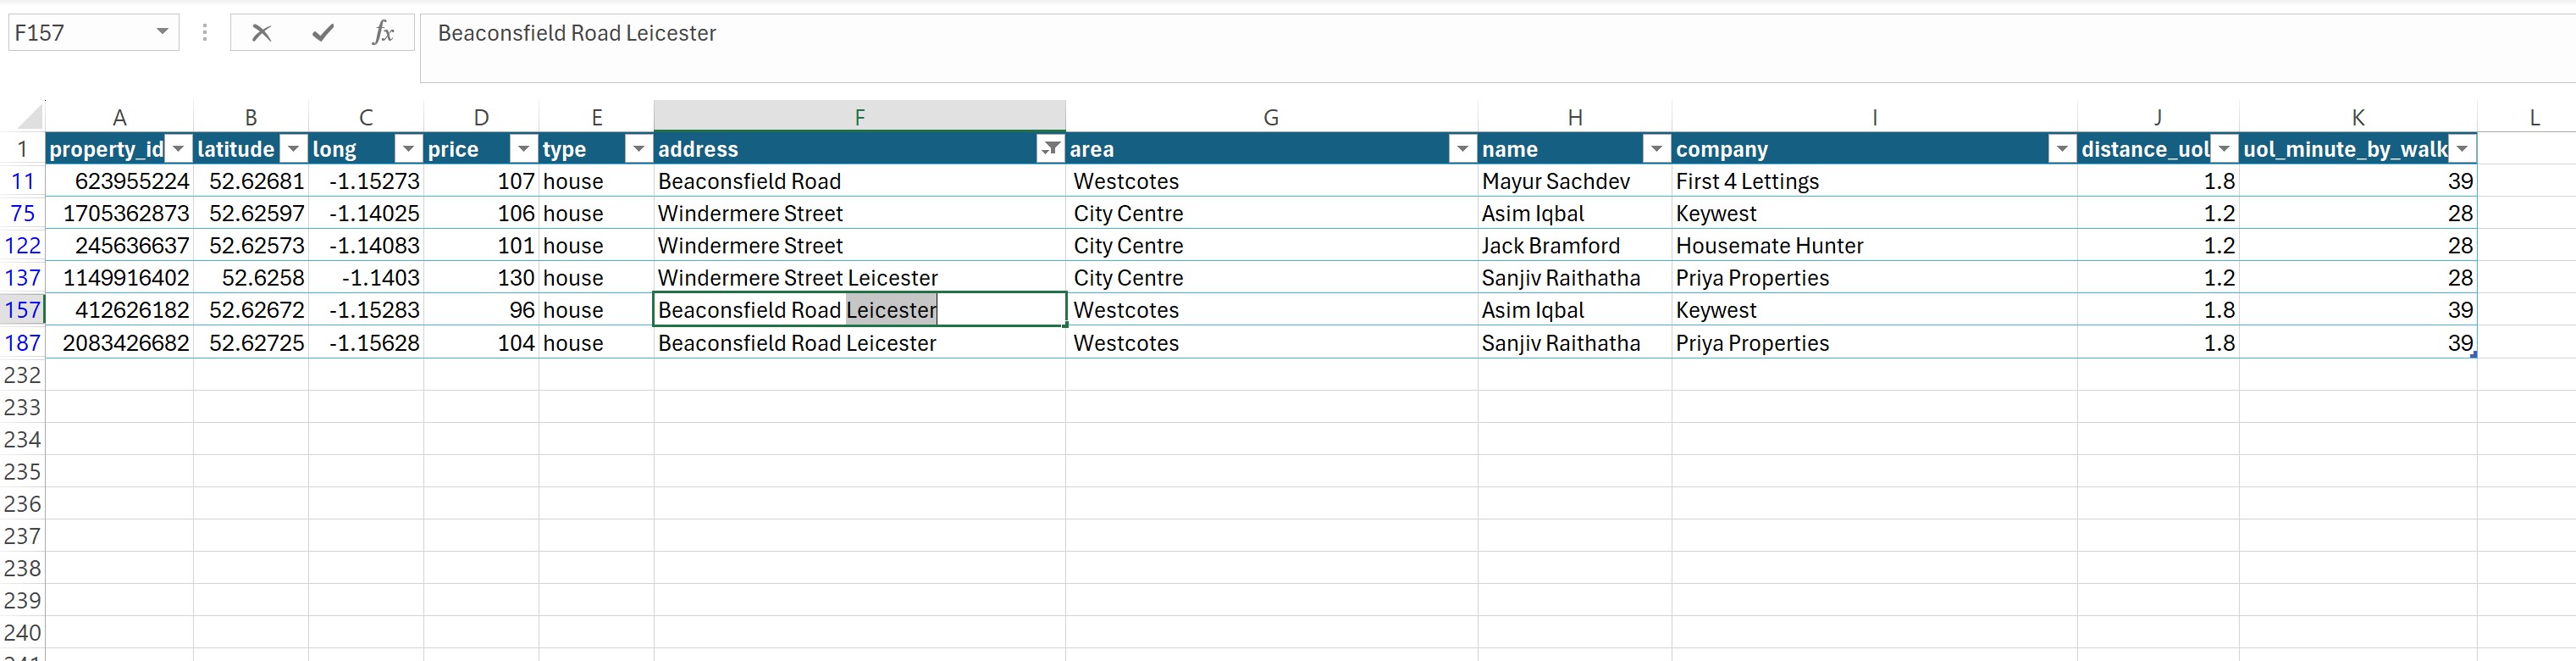 F157 fx Beaconsfield Road Leicester
A B C D E F G H I J K L
1 property_id latitude long price type address area name company distance_uol uol_minute_by_walk
11 623955224 52.62681 -1.15273 107 house Beaconsfield Road Westcotes Mayur Sachdev First 4 Lettings 1.8 39
75 1705362873 52.62597 -1.14025 106 house Windermere Street City Centre Asim Iqbal Keywest 1.2 28
122 245636637 52.62573 -1.14083 101 house Windermere Street City Centre Jack Bramford Housemate Hunter 1.2 28
137 1149916402 52.6258 -1.1403 130 house Windermere Street Leicester City Centre Sanjiv Raithatha Priya Properties 1.2 28
157 412626182 52.62672 -1.15283 96 house Beaconsfield Road Leicester Westcotes Asim Iqbal Keywest 1.8 39
187 2083426682 52.62725 -1.15628 104 house Beaconsfield Road Leicester Westcotes Sanjiv Raithatha Priya Properties 1.8 39
232
233
234
235
236
237
238
239
240